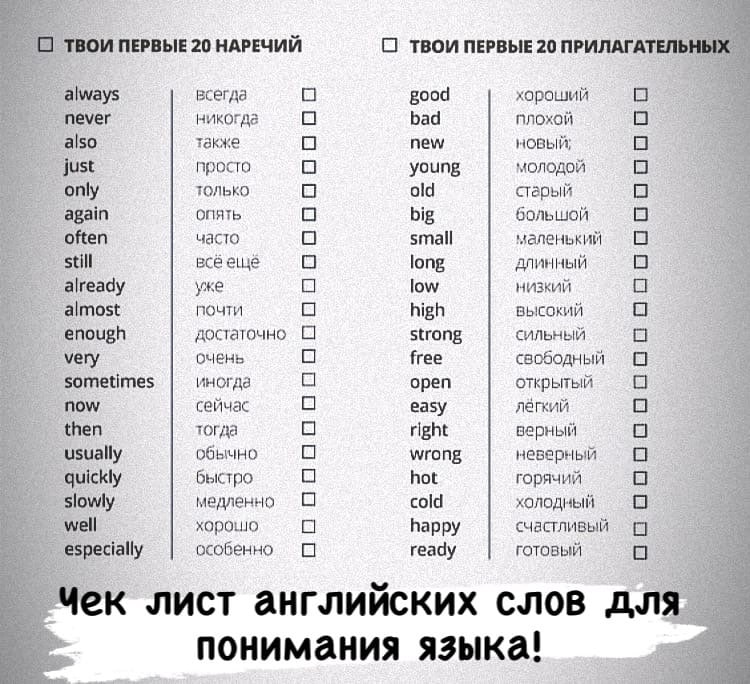 ТВОИ ПЕРВЫЕ 20 НАРЕЧИЙ
always всегда
never никогда
also также
just просто
only только
again опять
often часто
still всё ещё
already уже
almost почти
enough достаточно
very очень
sometimes иногда
now сейчас
then тогда
usually обычно
quickly быстро
slowly медленно
well хорошо
especially особенно
ТВОИ ПЕРВЫЕ 20 ПРИЛАГАТЕЛЬНЫХ
good хороший
bad плохой
new новый;
young молодой
old старый
big большой
small маленький
long длинный
low низкий
high высокий
strong сильный
free свободный
open открытый
easy лёгкий
right верный
wrong неверный
hot горячий
cold холодный
happy счастливый
ready готовый
Чек лист английских слов для
понимания языка!